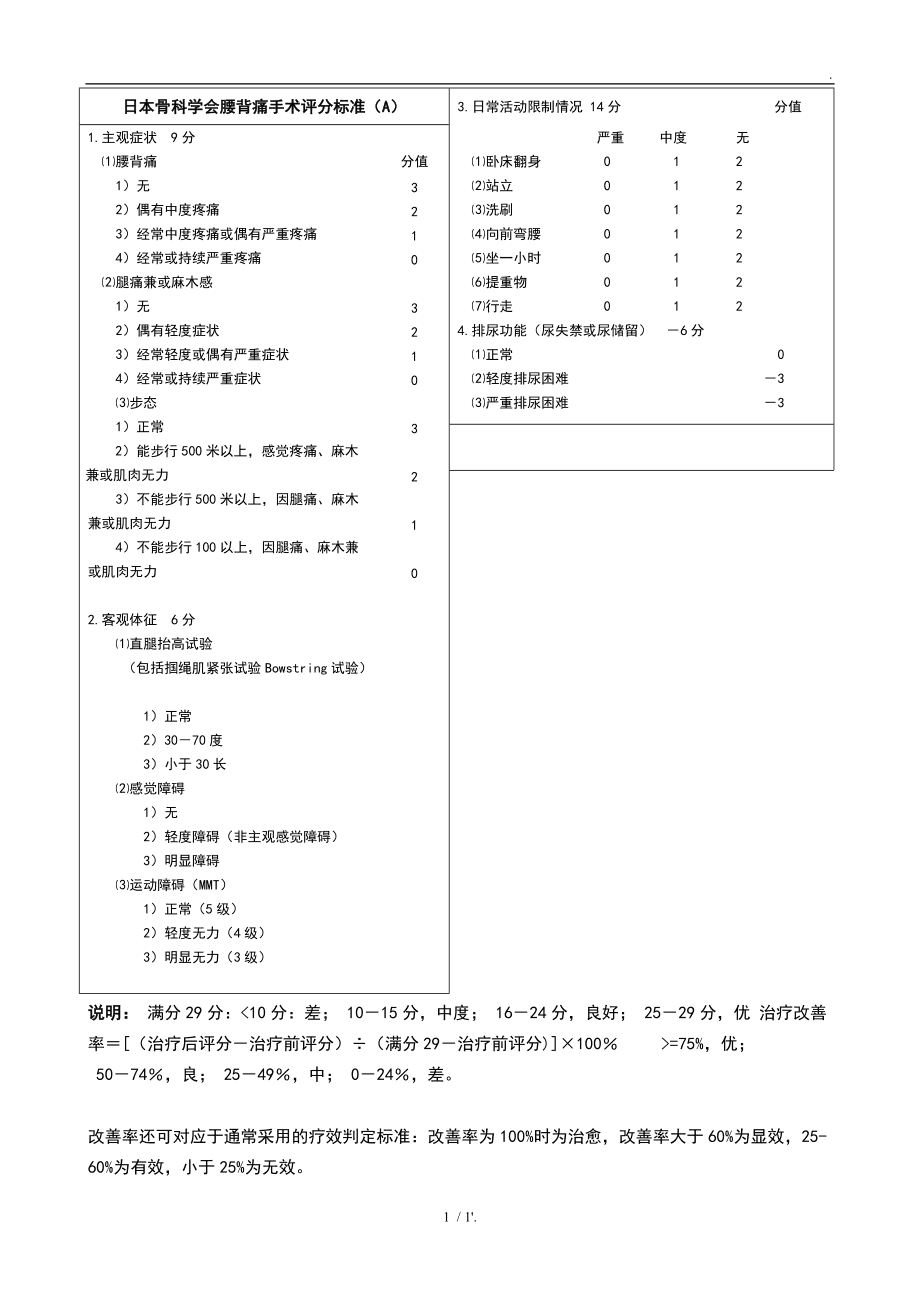 .
日本骨科学会腰背痛手术评分标准（A）
1.主观症状 9分
⑴腰背痛 分值
1）无 3
2）偶有中度疼痛 2
3）经常中度疼痛或偶有严重疼痛 1
4）经常或持续严重疼痛 0
⑵腿痛兼或麻木感
1）无 3
2）偶有轻度症状 2
3）经常轻度或偶有严重症状 1
4）经常或持续严重症状 0
⑶步态
1）正常 3
2）能步行500米以上，感觉疼痛、麻木
兼或肌肉无力 2
3）不能步行500米以上，因腿痛、麻木
兼或肌肉无力 1
4）不能步行100以上，因腿痛、麻木兼
或肌肉无力 0
2.客观体征 6分
⑴直腿抬高试验
（包括掴绳肌紧张试验Bowstring试验）
1）正常
2）30－70度
3）小于30长
⑵感觉障碍
1）无
2）轻度障碍（非主观感觉障碍）
3）明显障碍
⑶运动障碍（MMT）
1）正常（5级）
2）轻度无力（4级）
3）明显无力（3级）
3.日常活动限制情况 14分 分值
严重 中度 无
⑴卧床翻身 0 1 2
⑵站立 0 1 2
⑶洗刷 0 1 2
⑷向前弯腰 0 1 2
⑸坐一小时 0 1 2
⑹提重物 0 1 2
⑺行走 0 1 2
4.排尿功能（尿失禁或尿储留） －6分
⑴正常 0
⑵轻度排尿困难 －3
⑶严重排尿困难 －3
说明： 满分29分：<10分：差； 10－15分，中度； 16－24分，良好； 25－29分，优 治疗改善
率＝[（治疗后评分－治疗前评分）÷（满分29－治疗前评分)]×100％ >=75%，优；
50－74％，良； 25－49％，中； 0－24％，差。
改善率还可对应于通常采用的疗效判定标准：改善率为100%时为治愈，改善率大于60%为显效，25-
60%为有效，小于25%为无效。
1 / 1'.